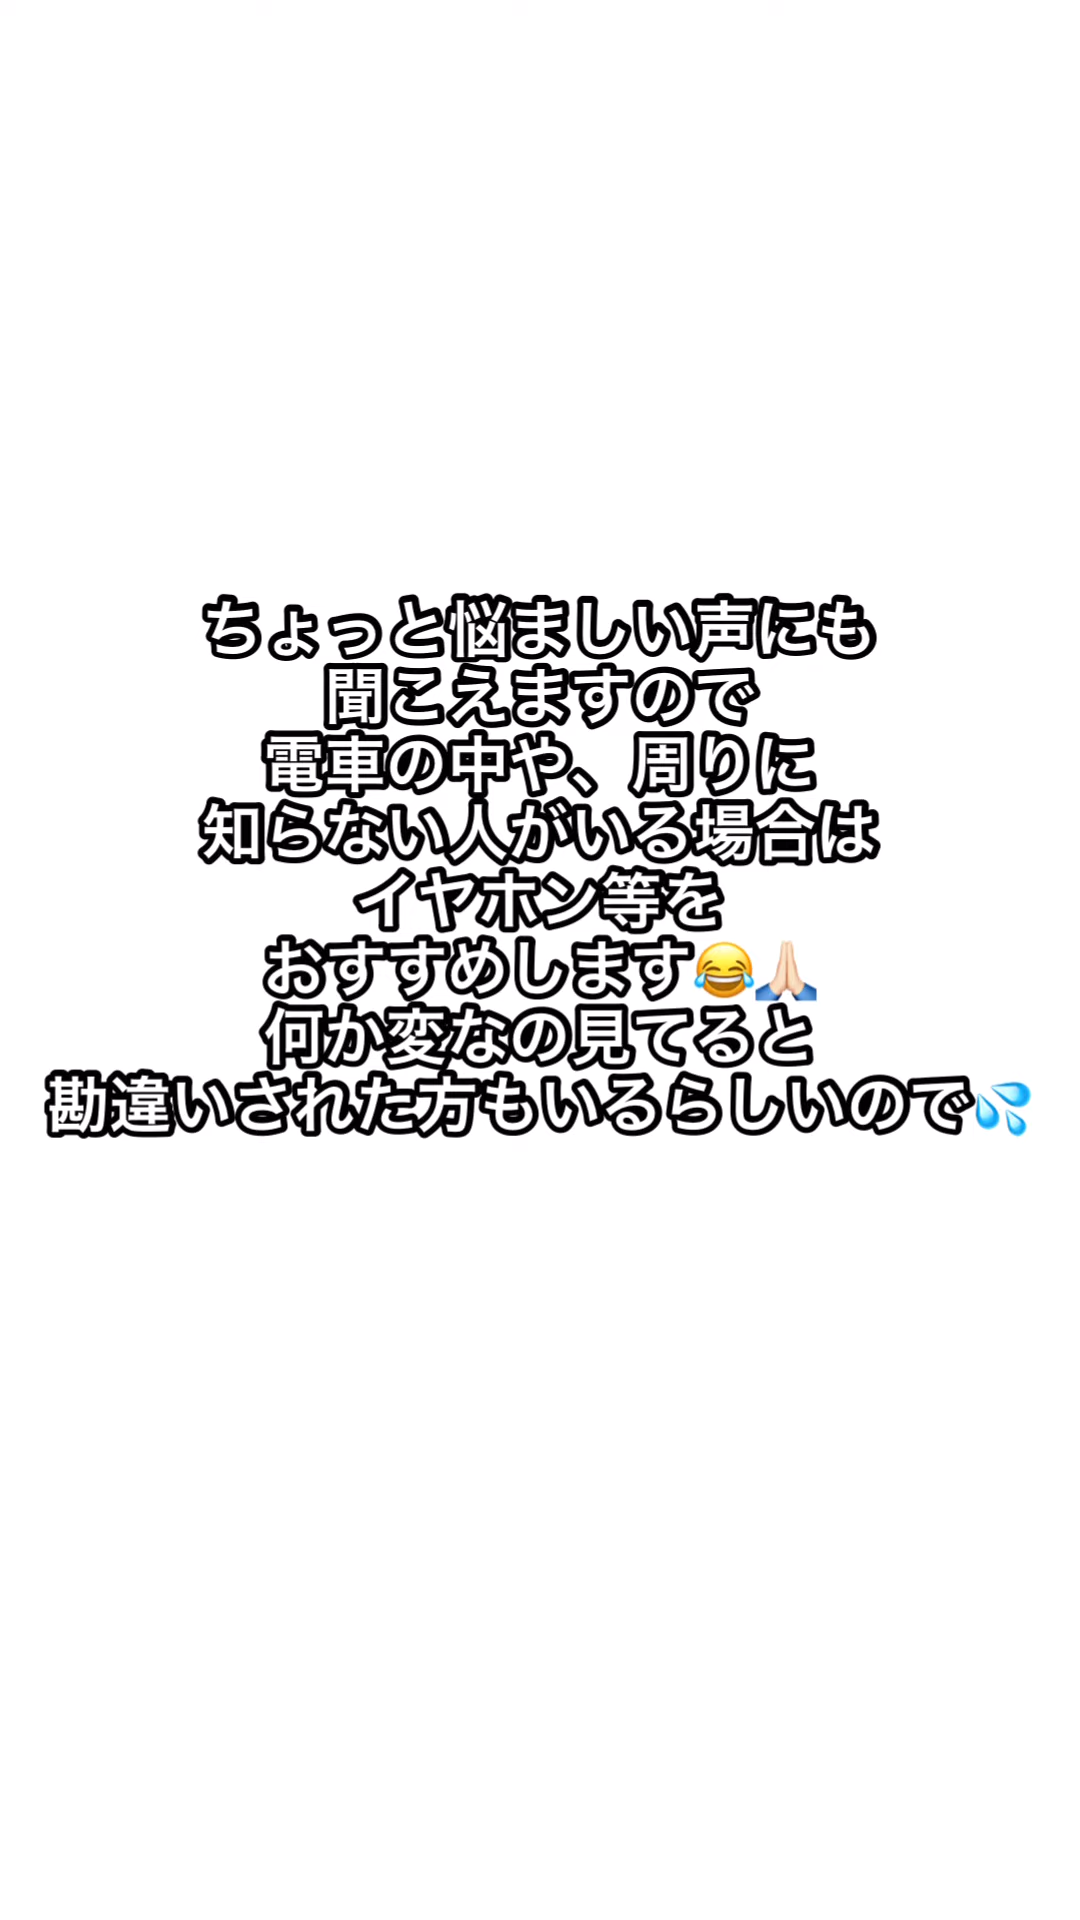 ちょっと悩ましい声にも
聞こえますので
電車の中や、周りに
知らない人がいる場合は
イヤホン等を
おすすめします😂🙏🏻
何か変なの見てると
勘違いされた方もいるらしいので💦